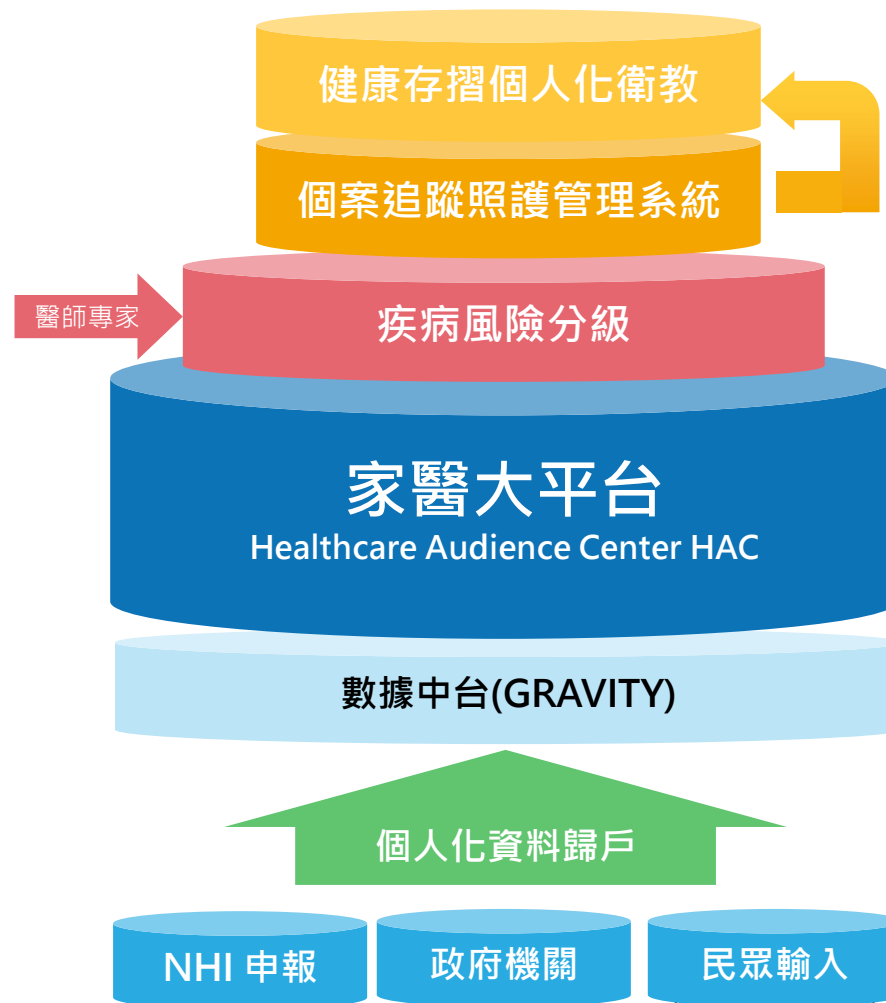 健康存摺個人化衛教
個案追蹤照護管理系統
醫師專家
疾病風險分級
家醫大平台
Healthcare Audience Center HAC
數據中台(GRAVITY)
個人化資料歸戶
NHI 申報
政府機關
民眾輸入